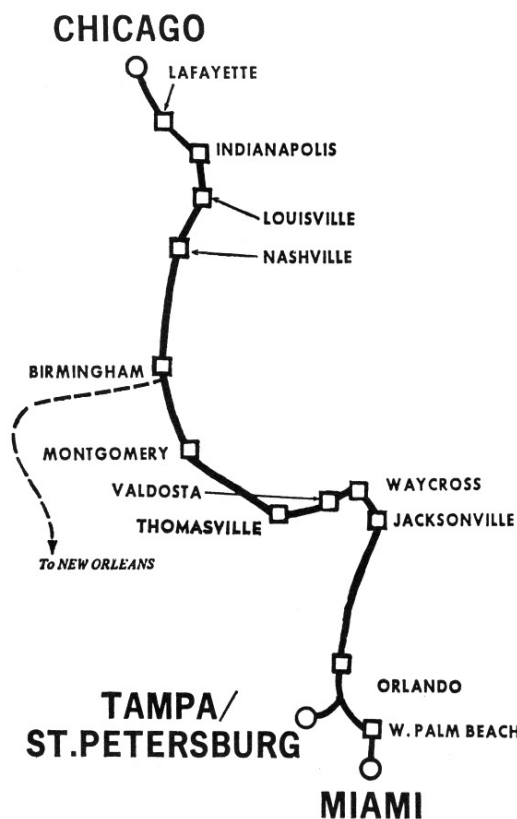 CHICAGO
LAFAYETTE
INDIANAPOLIS
LOUISVILLE
NASHVILLE
BIRMINGHAM
MONTGOMERY
VALDOSTA
WAYCROSS
THOMASVILLE
JACKSONVILLE
To NEW ORLEANS
ORLANDO
TAMPA/
ST.PETERSBURG
W. PALM BEACH
MIAMI